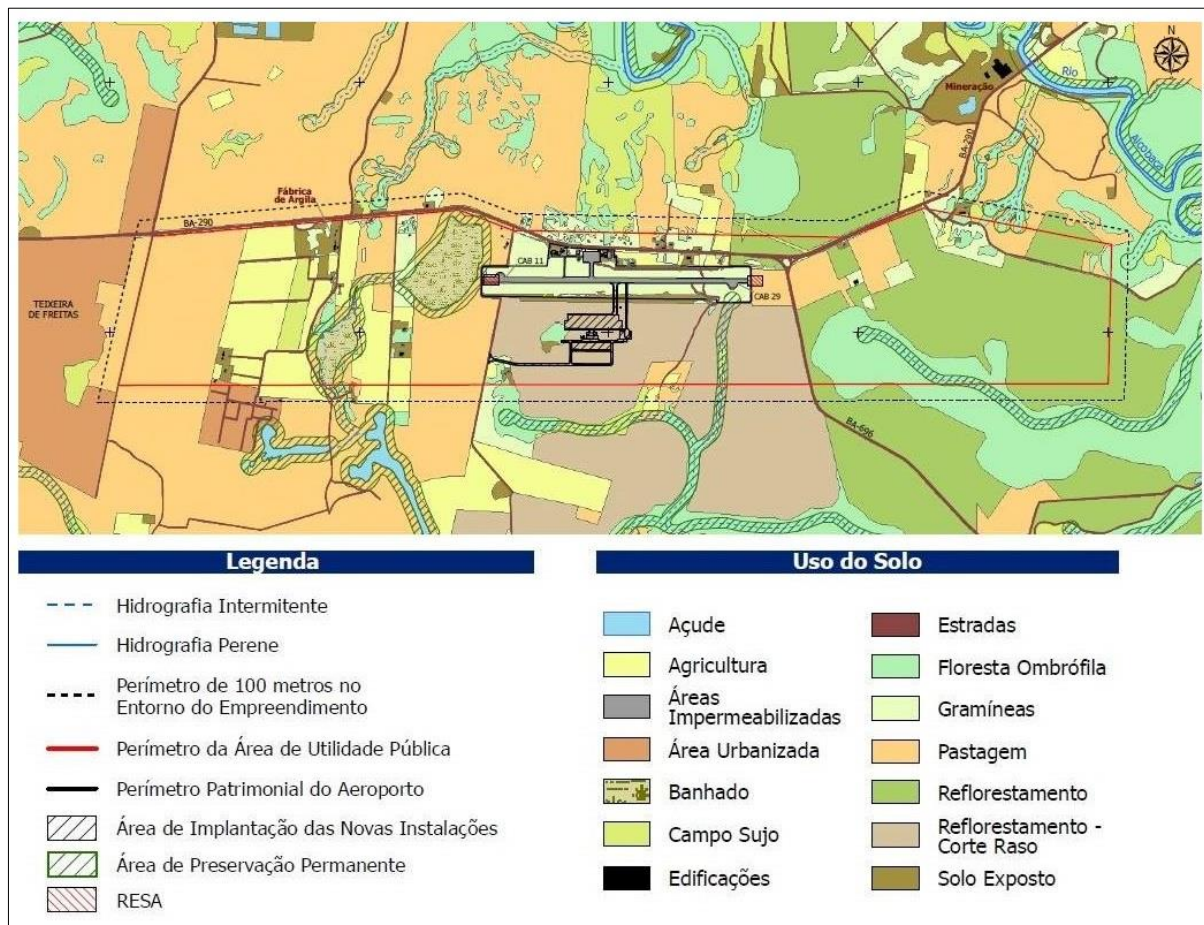 N
Rio
Mineração
Alcobaça
BA-290
Fábrica
de Argila
BA-290
CAB 11
CAB 29
TEIXEIRA
DE FREITAS
BA-696
Legenda
Hidrografia Intermitente
Hidrografia Perene
Perímetro de 100 metros no
Entorno do Empreendimento
Perímetro da Área de Utilidade Pública
Perímetro Patrimonial do Aeroporto
Área de Implantação das Novas Instalações
Área de Preservação Permanente
RESA
Uso do Solo
Açude
Agricultura
Áreas
Impermeabilizadas
Área Urbanizada
Banhado
Campo Sujo
Edificações
Estradas
Floresta Ombrófila
Gramíneas
Pastagem
Reflorestamento
Reflorestamento -
Corte Raso
Solo Exposto